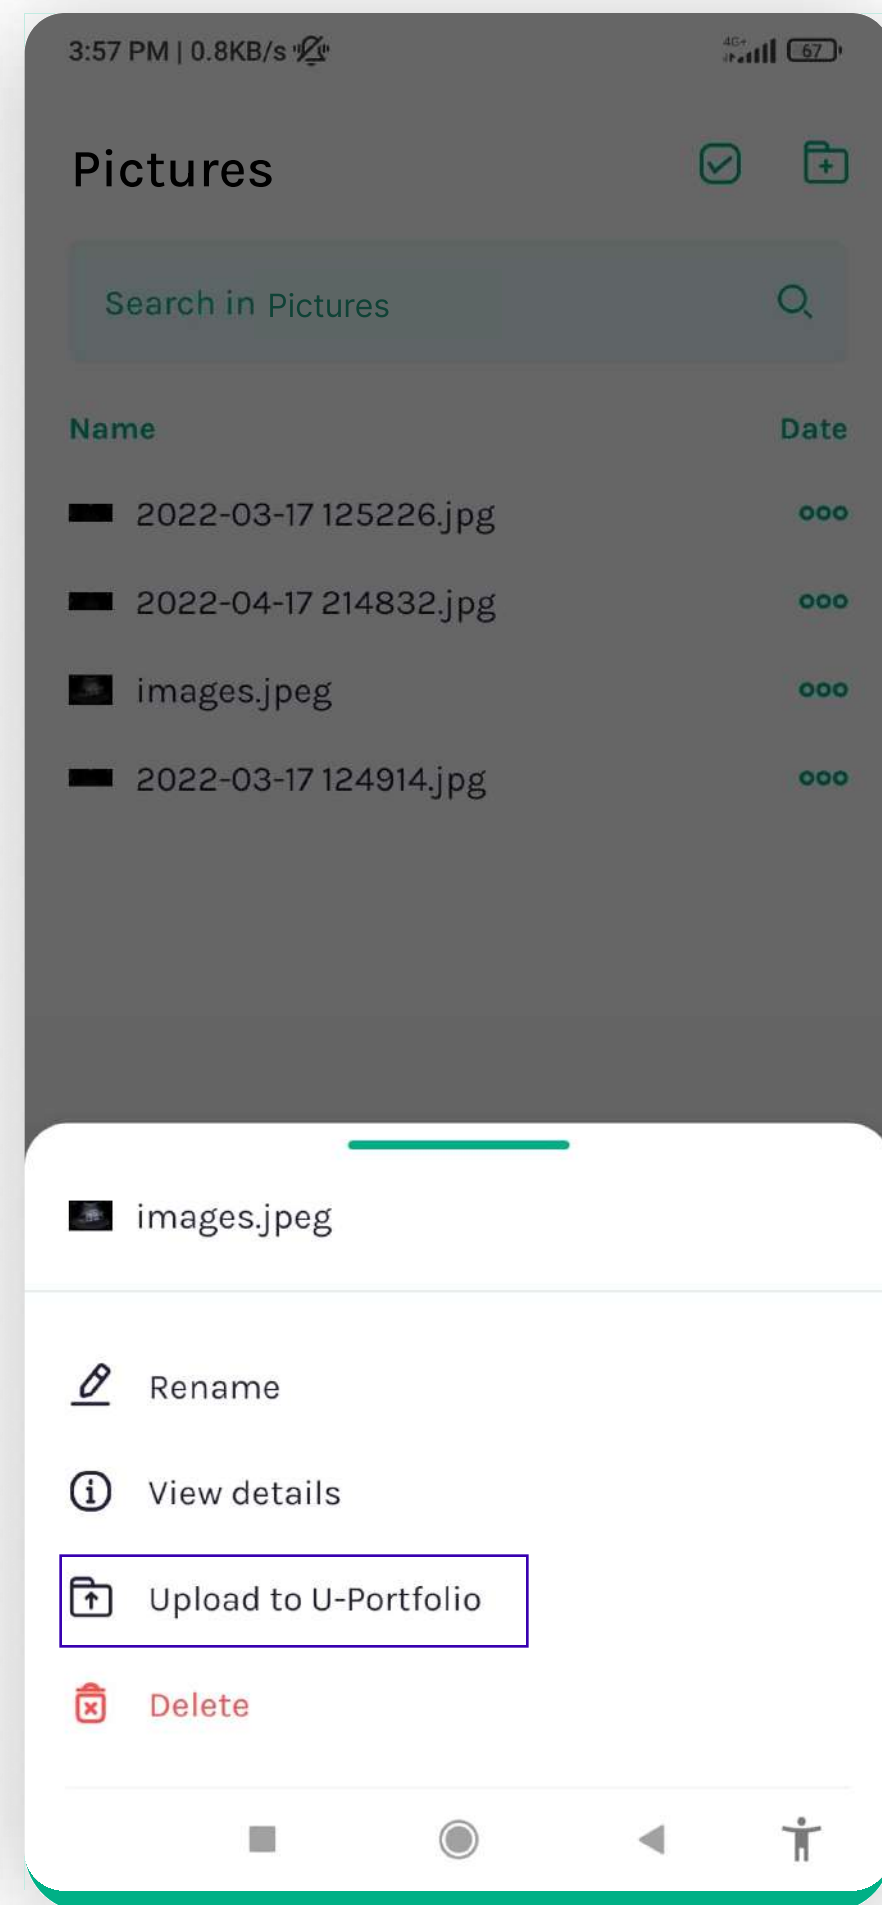 3:57 PM | 0.8KB/s 4G+ 67
Pictures
Search in Pictures
Name Date
2022-03-17 125226.jpg
2022-04-17 214832.jpg
images.jpeg
2022-03-17 124914.jpg
images.jpeg
Rename
View details
Upload to U-Portfolio
Delete